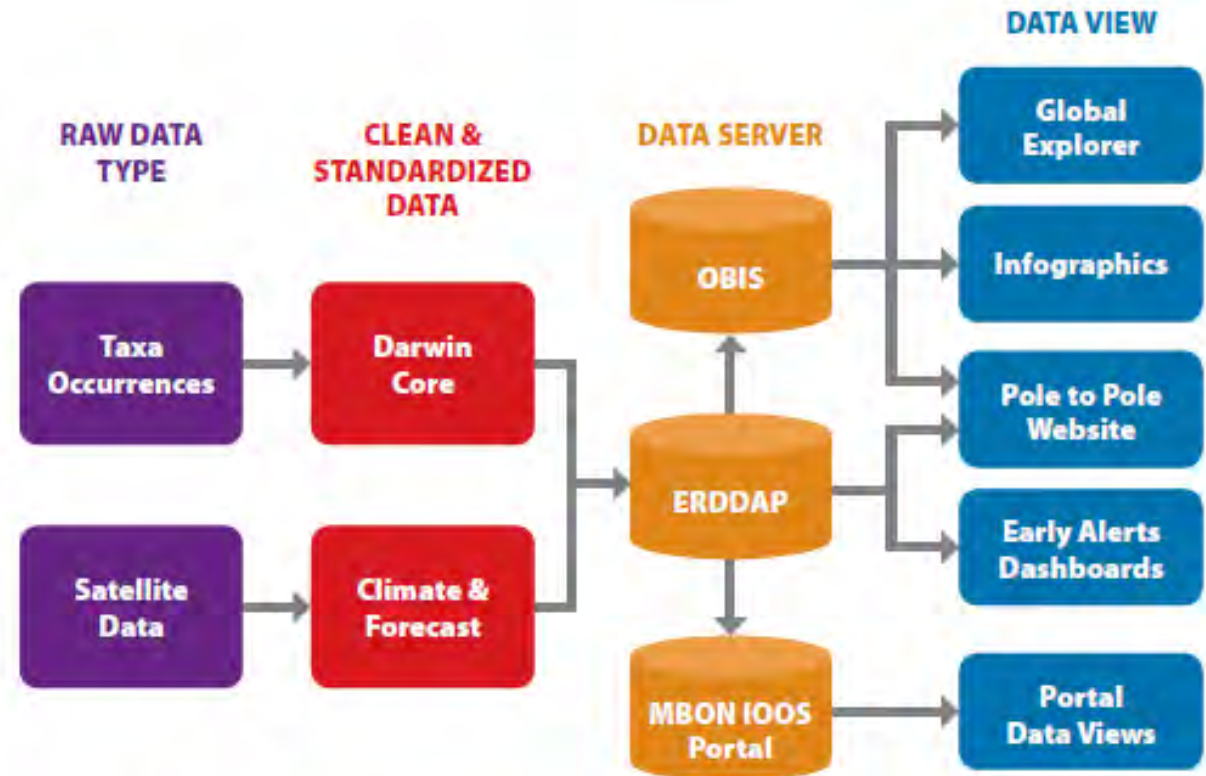 RAW DATA
TYPE
Taxa
Occurrences
Satellite
Data
CLEAN &
STANDARDIZED
DATA
Darwin
Core
Climate &
Forecast
DATA SERVER
OBIS
ERDDAP
MBON IOOS
Portal
DATA VIEW
Global
Explorer
Infographics
Pole to Pole
Website
Early Alerts
Dashboards
Portal
Data Views